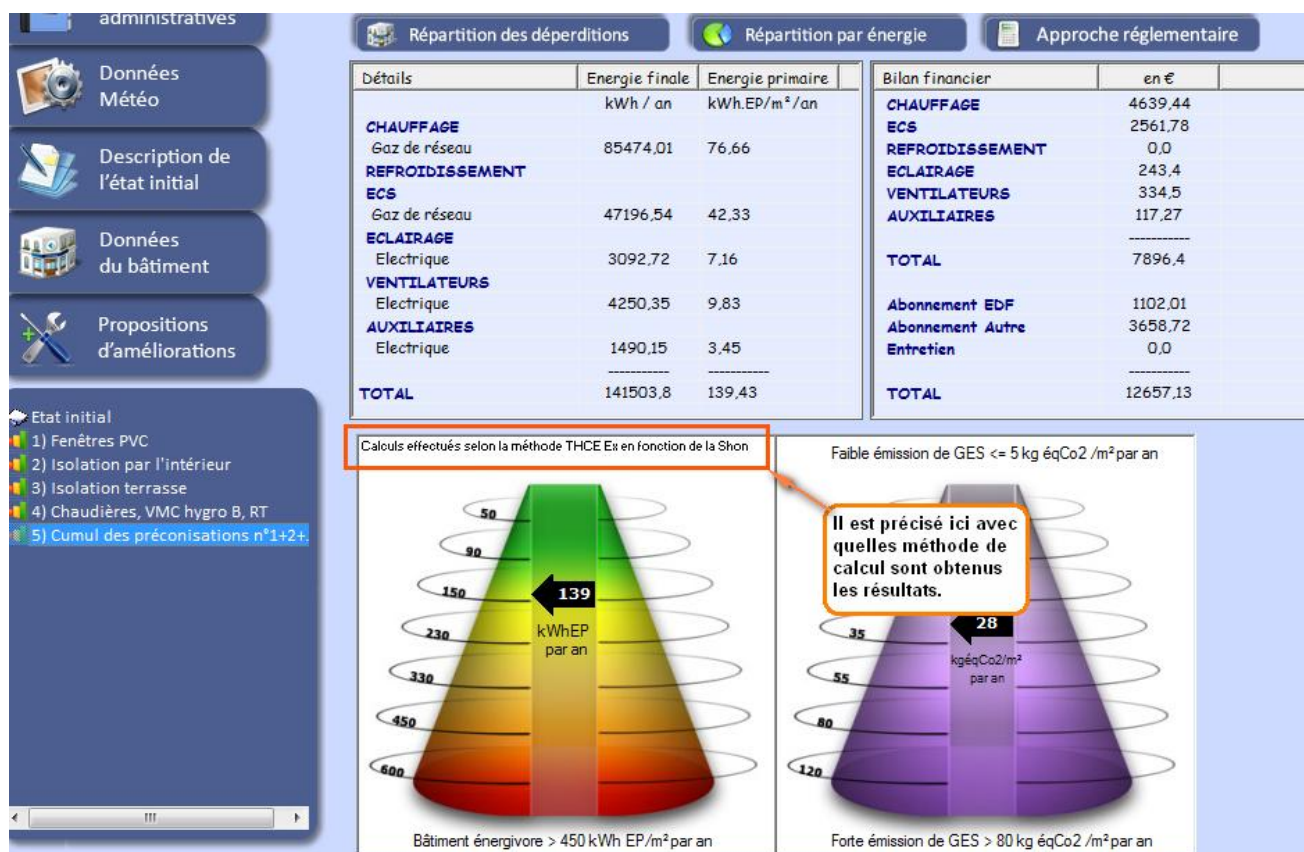 administratives
Données
Météo
Description de
l'état initial
Données
du bâtiment
Propositions
d'améliorations
Etat initial
1) Fenêtres PVC
2) Isolation par l'intérieur
3) Isolation terrasse
4) Chaudières, VMC hygro B, RT
5) Cumul des préconisations n°1+2+.
Répartition des déperditions
Répartition par énergie
Approche réglementaire
Détails Energie finale Energie primaire
kWh / an kWh.EP/m²/an
CHAUFFAGE
Gaz de réseau 85474,01 76,66
REFROIDISSEMENT
ECS
Gaz de réseau 47196,54 42,33
ECLAIRAGE
Electrique 3092,72 7,16
VENTILATEURS
Electrique 4250,35 9,83
AUXILIAIRES
Electrique 1490,15 3,45
----------- -----------
TOTAL 141503,8 139,43
Bilan financier en €
CHAUFFAGE 4639,44
ECS 2561,78
REFROIDISSEMENT 0,0
ECLAIRAGE 243,4
VENTILATEURS 334,5
AUXILIAIRES 117,27
-----------
TOTAL 7896,4
Abonnement EDF 1102,01
Abonnement Autre 3658,72
Entretien 0,0
-----------
TOTAL 12657,13
Calculs effectués selon la méthode THCE Ex en fonction de la Shon
50
90
150
139
230
kWhEP
par an
330
450
600
Bâtiment énergivore > 450 kWh EP/m² par an
Faible émission de GES <= 5 kg éqCo2 /m² par an
Il est précisé ici avec
quelles méthode de
calcul sont obtenus
les résultats.
28
35
kgéqCo2/m²
par an
55
80
120
Forte émission de GES > 80 kg éqCo2 /m² par an